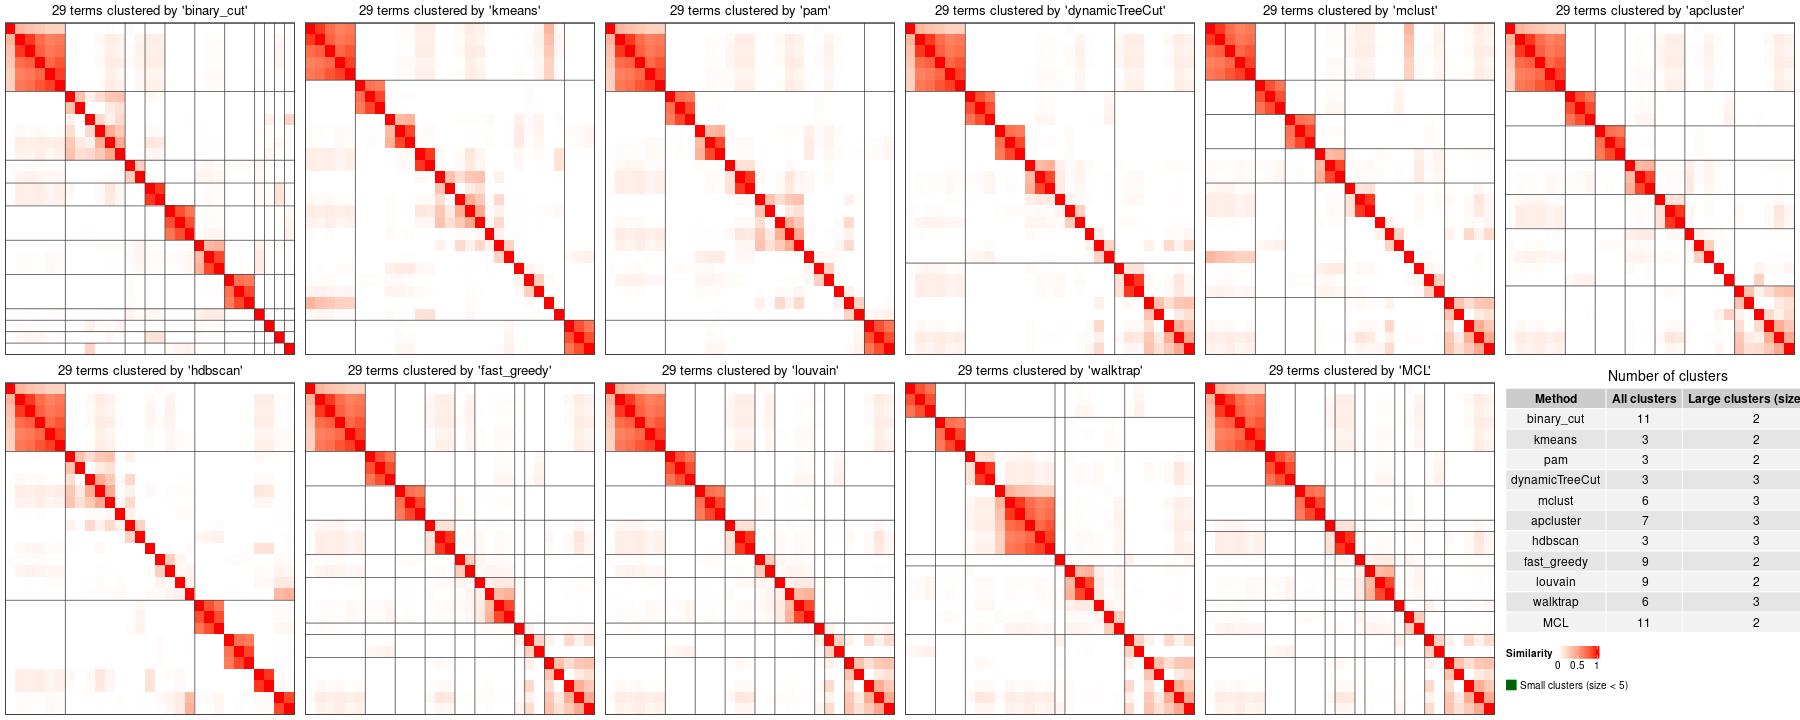 29 terms clustered by 'binary_cut'
29 terms clustered by 'kmeans'
29 terms clustered by 'pam'
29 terms clustered by 'dynamicTreeCut'
29 terms clustered by 'mclust'
29 terms clustered by 'apcluster'
29 terms clustered by 'hdbscan'
29 terms clustered by 'fast_greedy'
29 terms clustered by 'louvain'
29 terms clustered by 'walktrap'
29 terms clustered by 'MCL'
Number of clusters
Method All clusters Large clusters (size
binary_cut 11 2
kmeans 3 2
pam 3 2
dynamicTreeCut 3 3
mclust 6 3
apcluster 7 3
hdbscan 3 3
fast_greedy 9 2
louvain 9 2
walktrap 6 3
MCL 11 2
Similarity
0 0.5 1
Small clusters (size < 5)